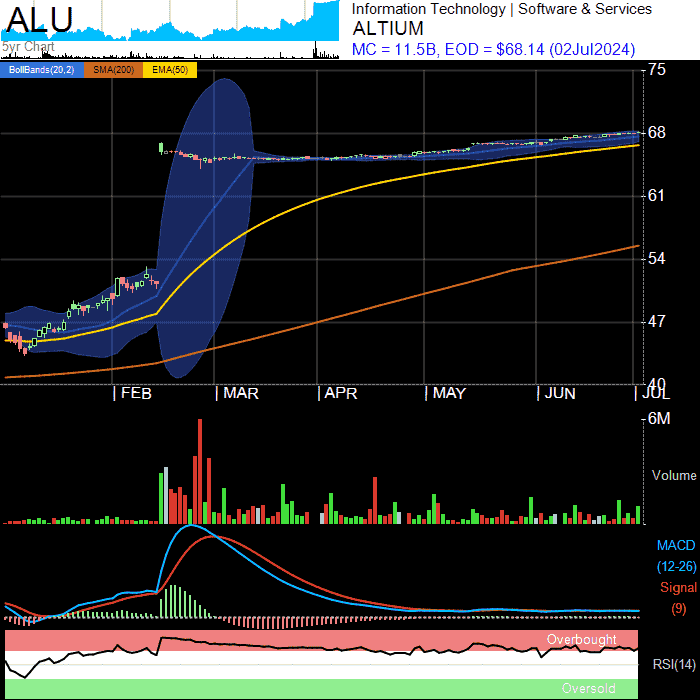 ALU
5yr Chart
Information Technology | Software & Services
ALTIUM
MC = 11.5B, EOD = $68.14 (02Jul2024)
BollBands(20,2) SMA(200) EMA(50)
75
68
61
54
47
40
FEB MAR APR MAY JUN JUL
6M
Volume
MACD
(12-26)
Signal
(9)
Overbought
RSI(14)
Oversold